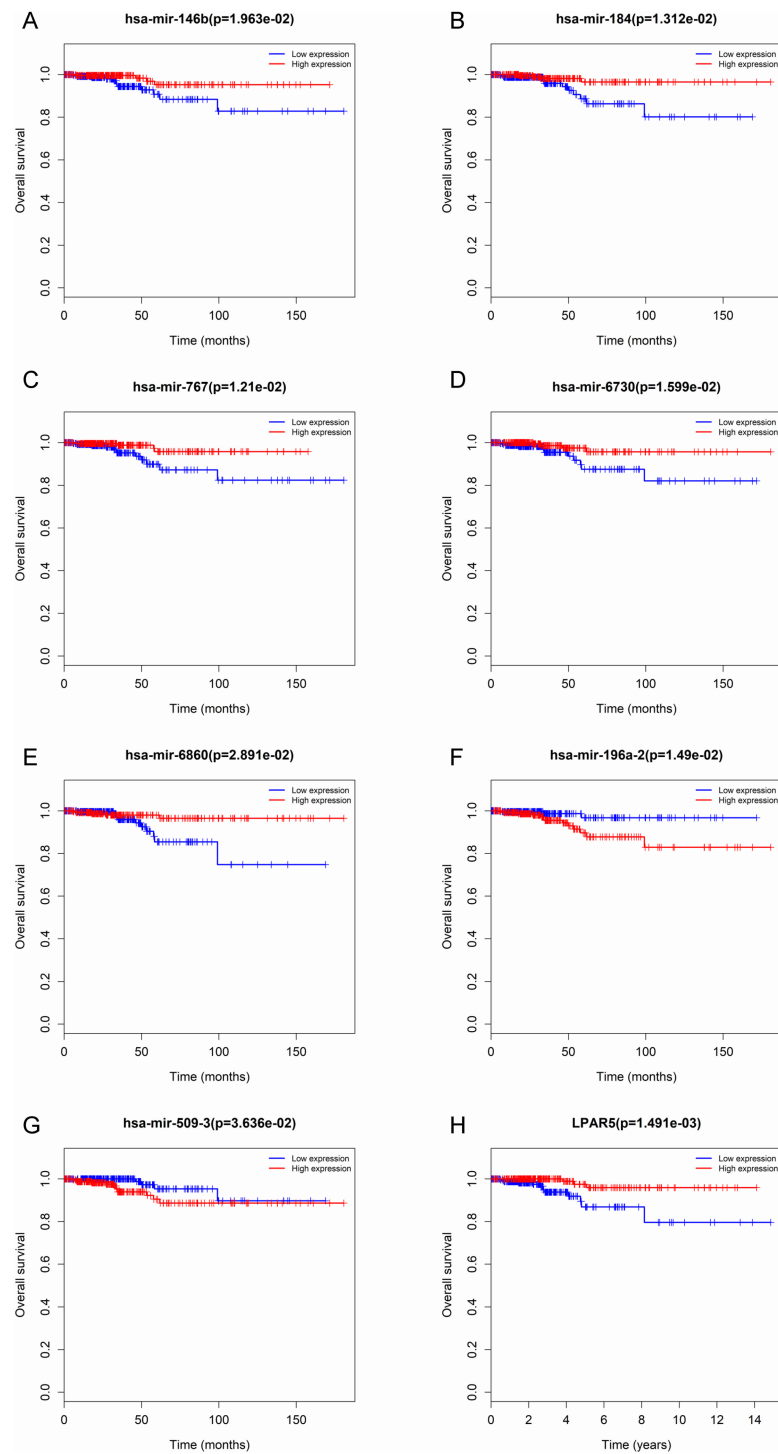 A
hsa-mir-146b(p=1.963e-02)
Low expression
High expression
Overall survival
1.0
0.8
0.6
0.4
0.2
0.0
0 50 100 150
Time (months)
B
hsa-mir-184(p=1.312e-02)
Low expression
High expression
Overall survival
1.0
0.8
0.6
0.4
0.2
0.0
0 50 100 150
Time (months)
C
hsa-mir-767(p=1.21e-02)
Low expression
High expression
Overall survival
1.0
0.8
0.6
0.4
0.2
0.0
0 50 100 150
Time (months)
D
hsa-mir-6730(p=1.599e-02)
Low expression
High expression
Overall survival
1.0
0.8
0.6
0.4
0.2
0.0
0 50 100 150
Time (months)
E
hsa-mir-6860(p=2.891e-02)
Low expression
High expression
Overall survival
1.0
0.8
0.6
0.4
0.2
0.0
0 50 100 150
Time (months)
F
hsa-mir-196a-2(p=1.49e-02)
Low expression
High expression
Overall survival
1.0
0.8
0.6
0.4
0.2
0.0
0 50 100 150
Time (months)
G
hsa-mir-509-3(p=3.636e-02)
Low expression
High expression
Overall survival
1.0
0.8
0.6
0.4
0.2
0.0
0 50 100 150
Time (months)
H
LPAR5(p=1.491e-03)
Low expression
High expression
Overall survival
1.0
0.8
0.6
0.4
0.2
0.0
0 2 4 6 8 10 12 14
Time (years)